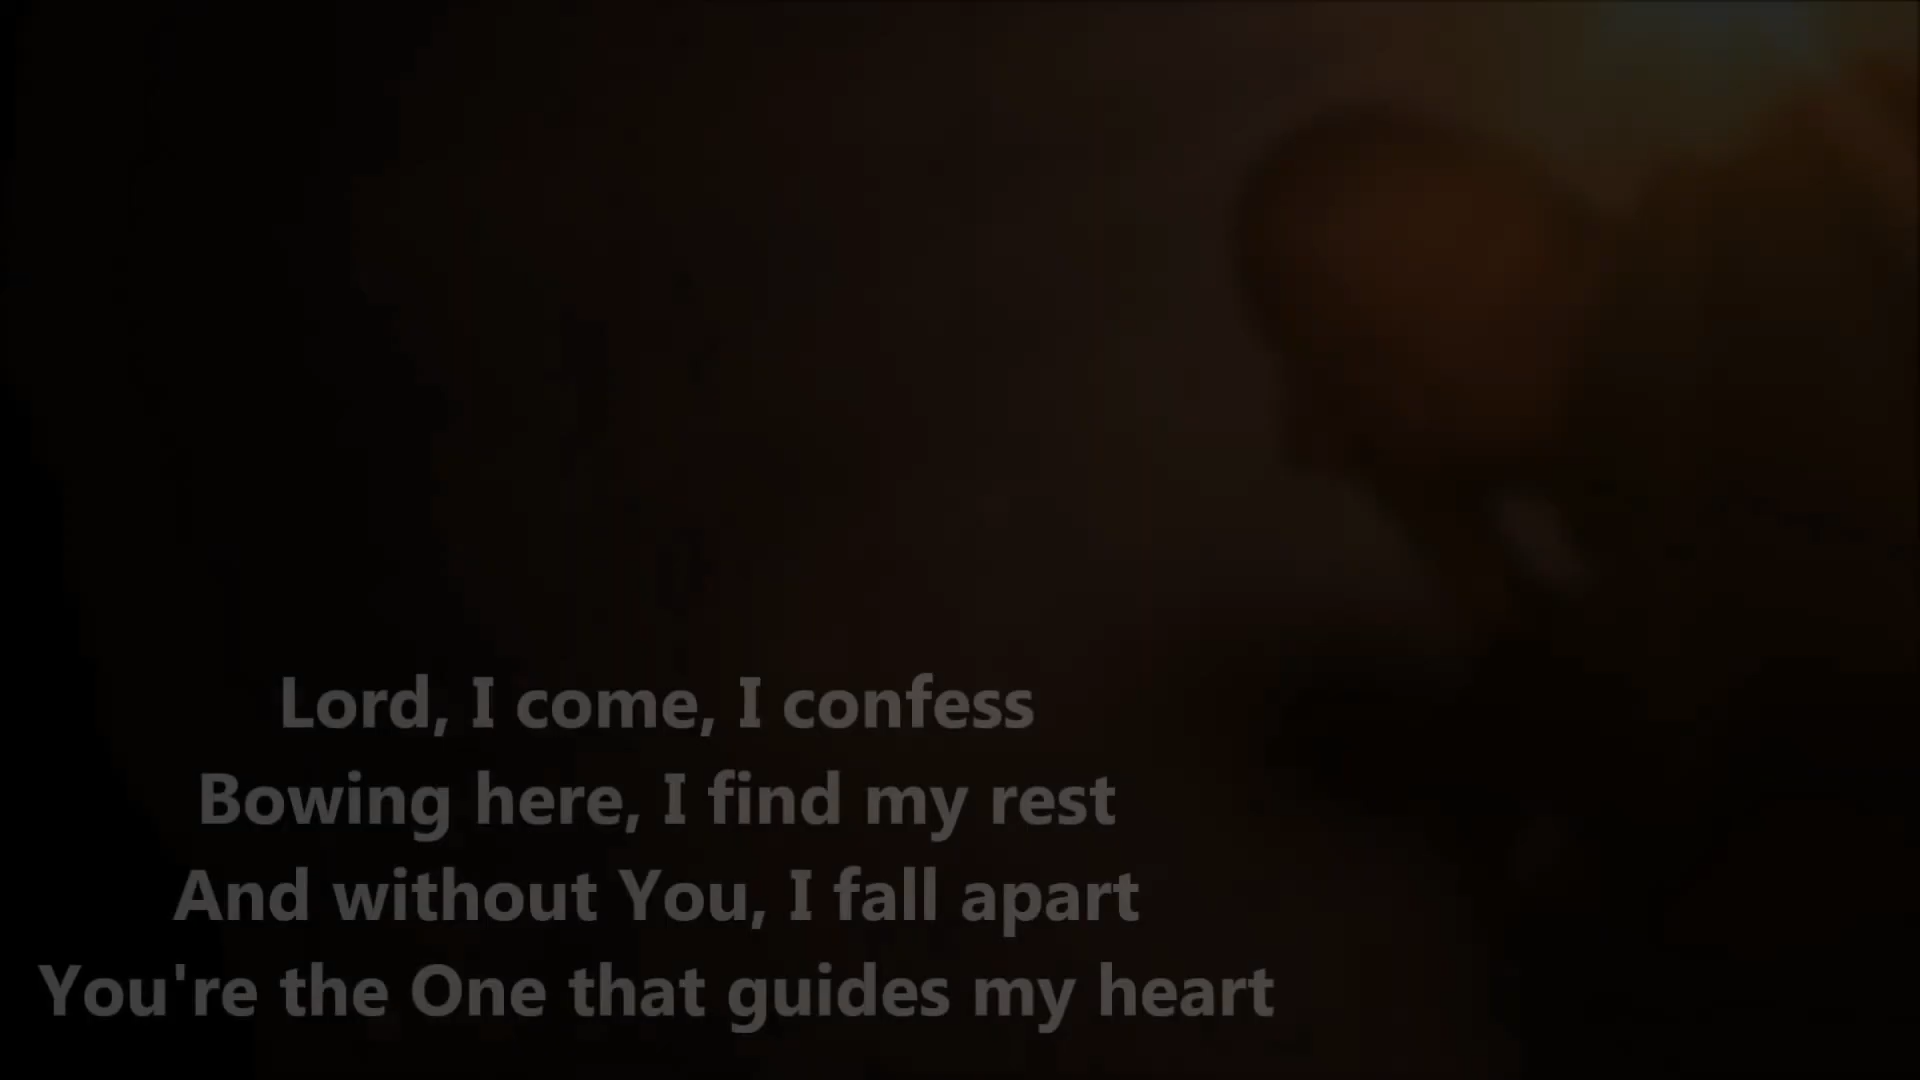 Lord, I come, I confess
Bowing here, I find my rest
And without You, I fall apart
You're the One that guides my heart